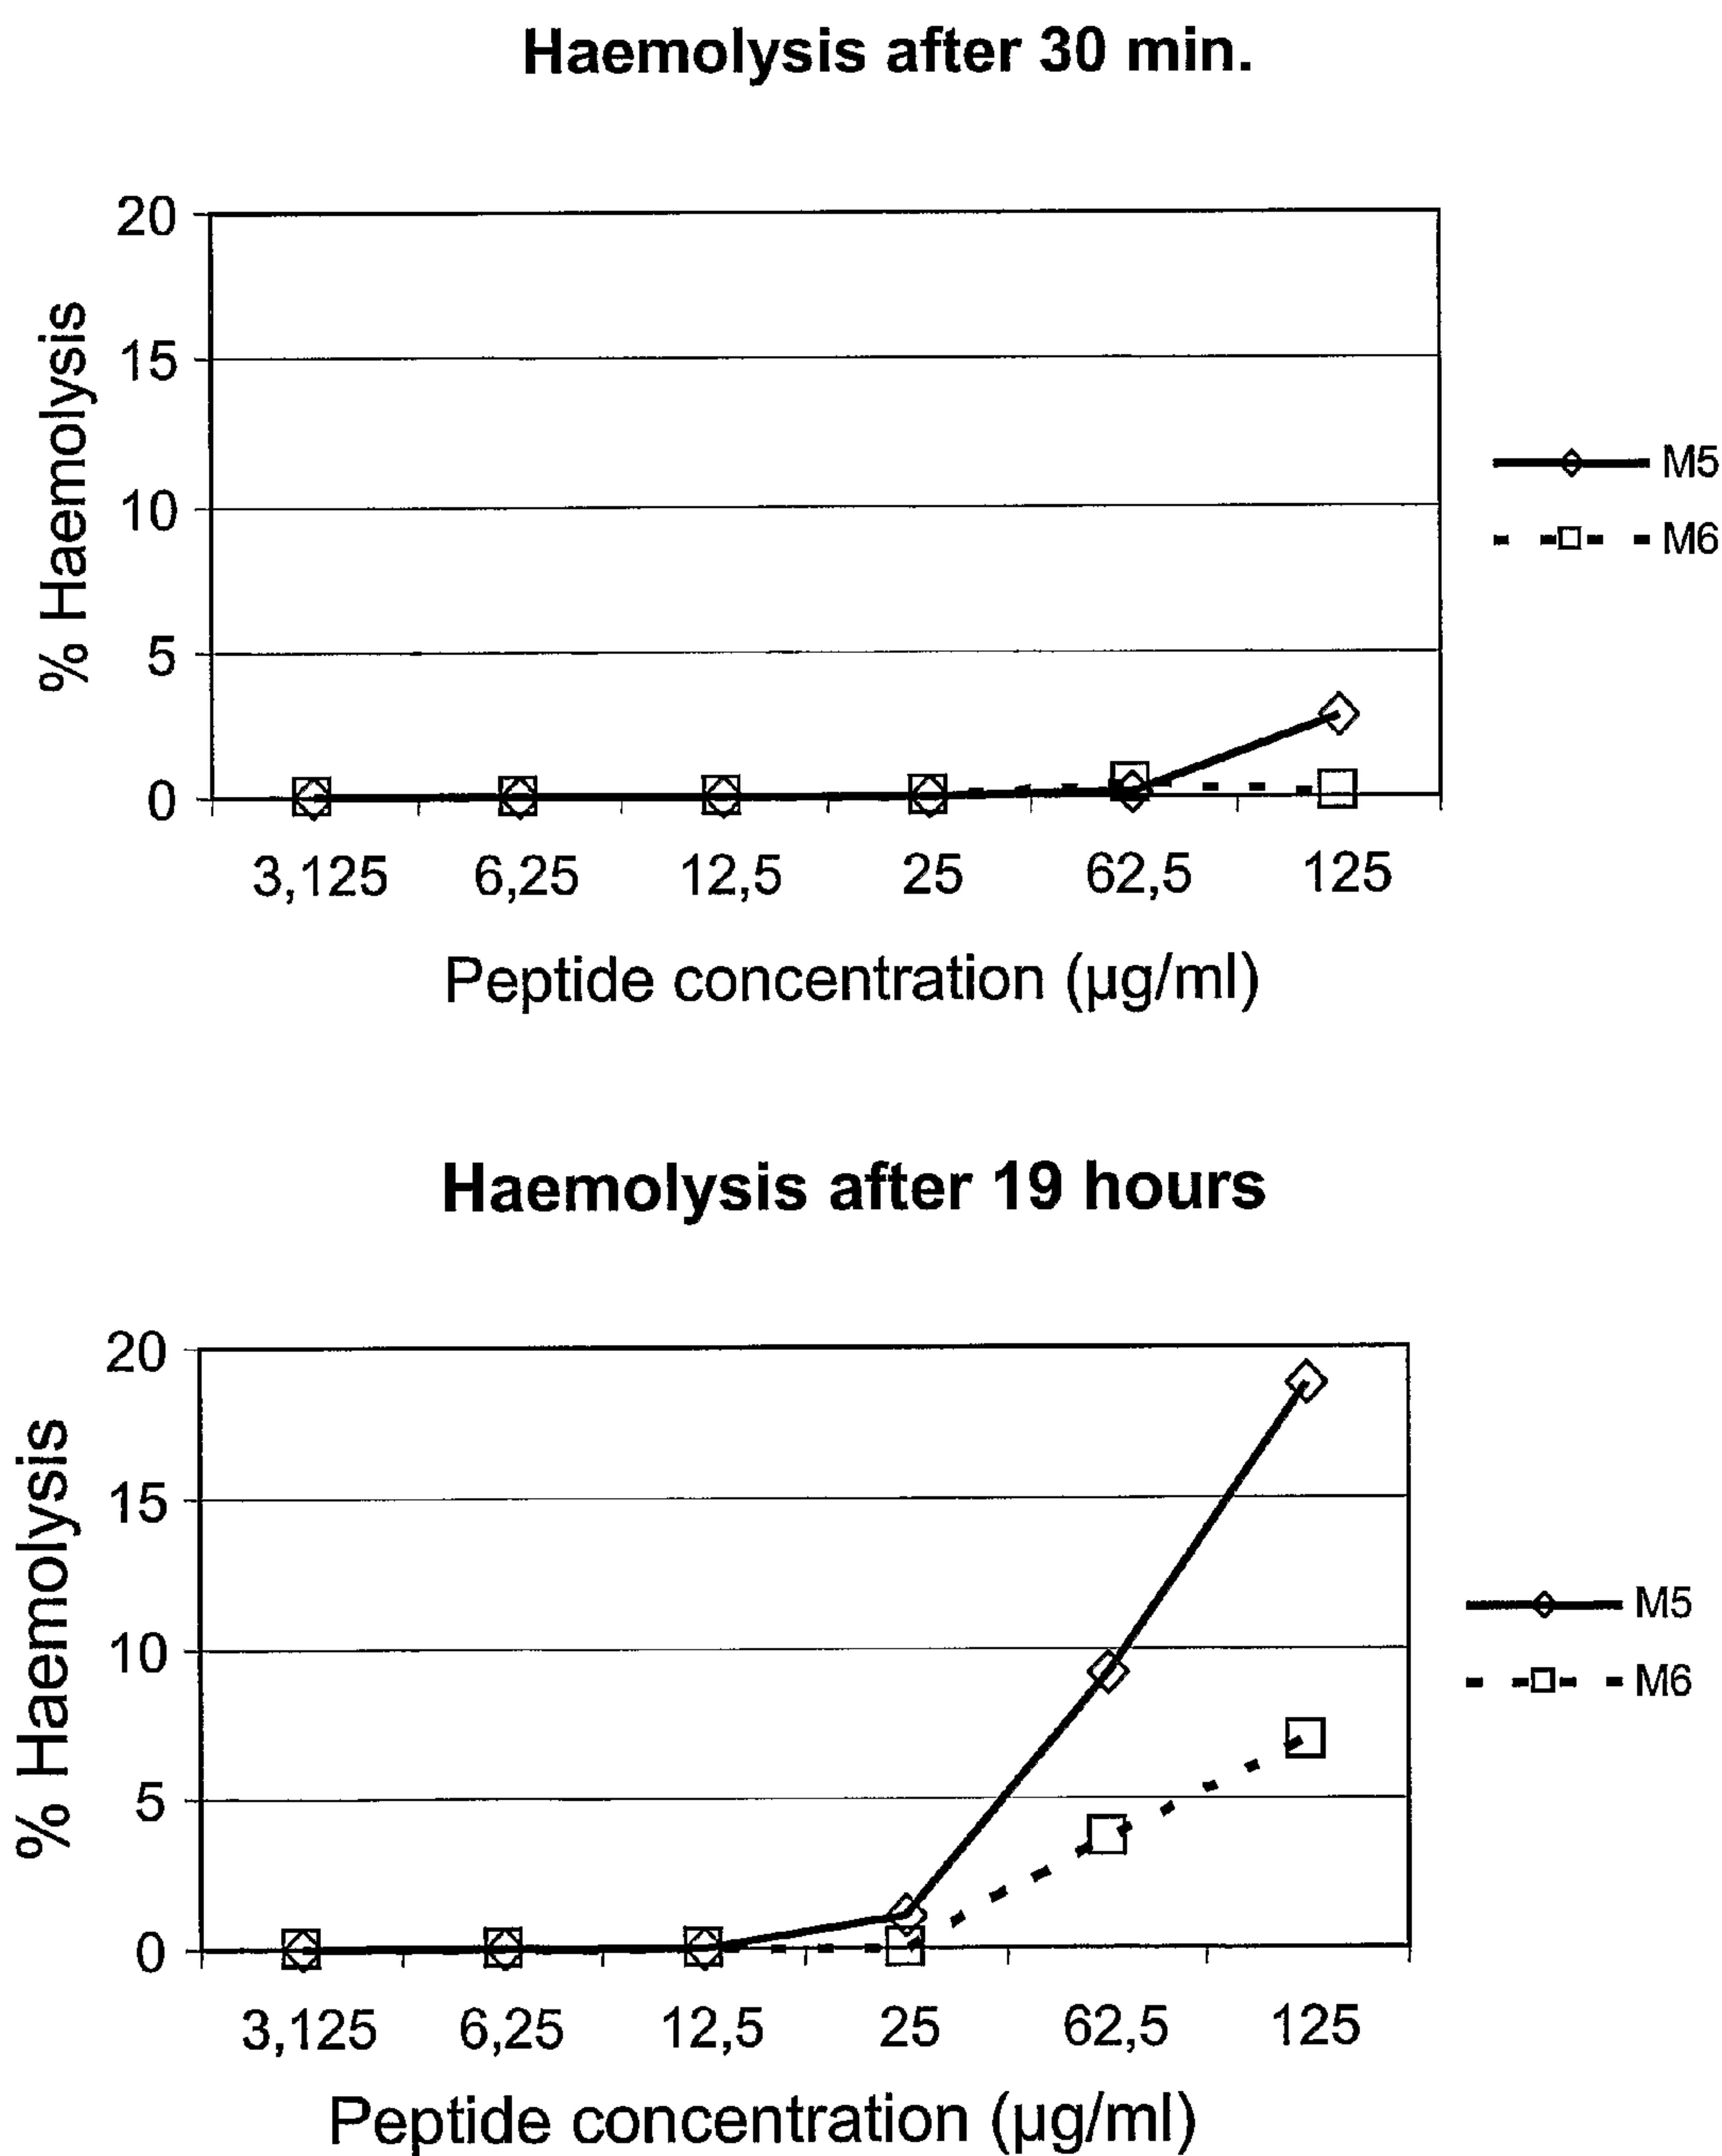 Haemolysis after 30 min.
20
15
10
5
0
% Haemolysis
3,125 6,25 12,5 25 62,5 125
Peptide concentration (µg/ml)
M5
M6
Haemolysis after 19 hours
20
15
10
5
0
% Haemolysis
3,125 6,25 12,5 25 62,5 125
Peptide concentration (µg/ml)
M5
M6